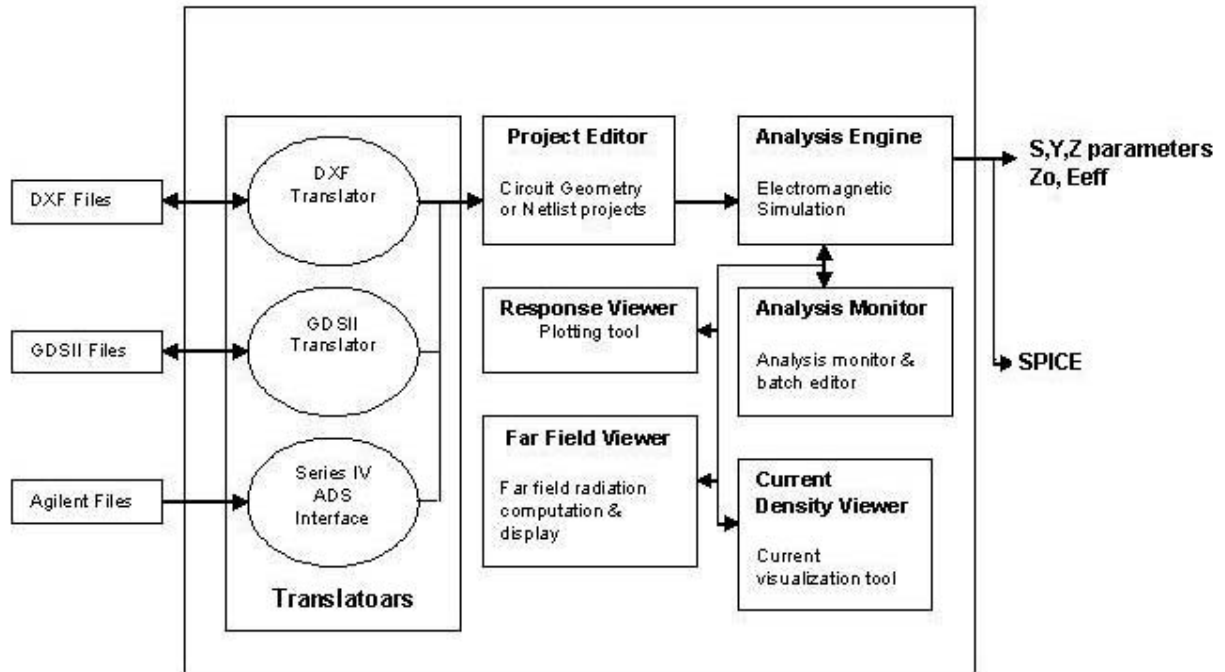 DXF Files
GDSII Files
Agilent Files
DXF
Translator
GDSII
Translator
Series IV
ADS
Interface
Translatoars
Project Editor
Circuit Geometry
or Netlist projects
Response Viewer
Plotting tool
Far Field Viewer
Far field radiation
computation &
display
Analysis Engine
Electromagnetic
Simulation
Analysis Monitor
Analysis monitor &
batch editor
Current
Density Viewer
Current
visualization tool
S,Y,Z parameters
Zo, Eeff
SPICE